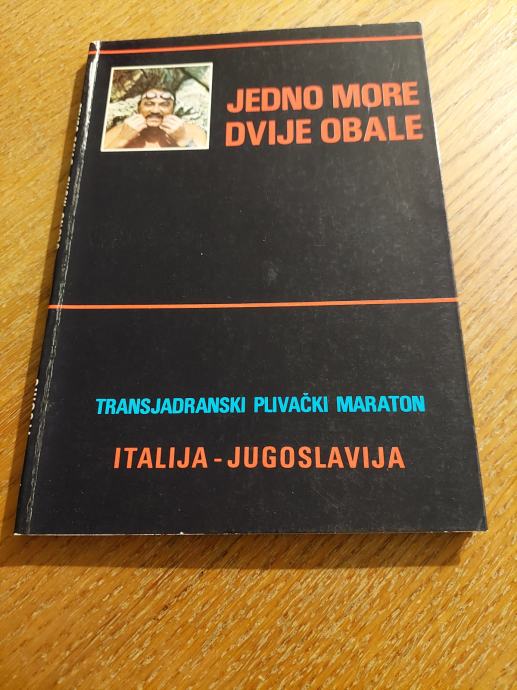 JEDNO MORE
DVIJE OBALE
TRANSJADRANSKI PLIVAČKI MARATON
ITALIJA - JUGOSLAVIJA